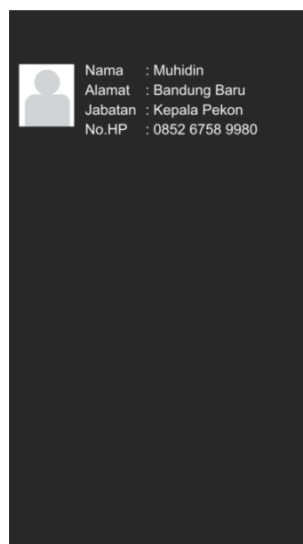 Nama : Muhidin
Alamat : Bandung Baru
Jabatan : Kepala Pekon
No.HP : 0852 6758 9980